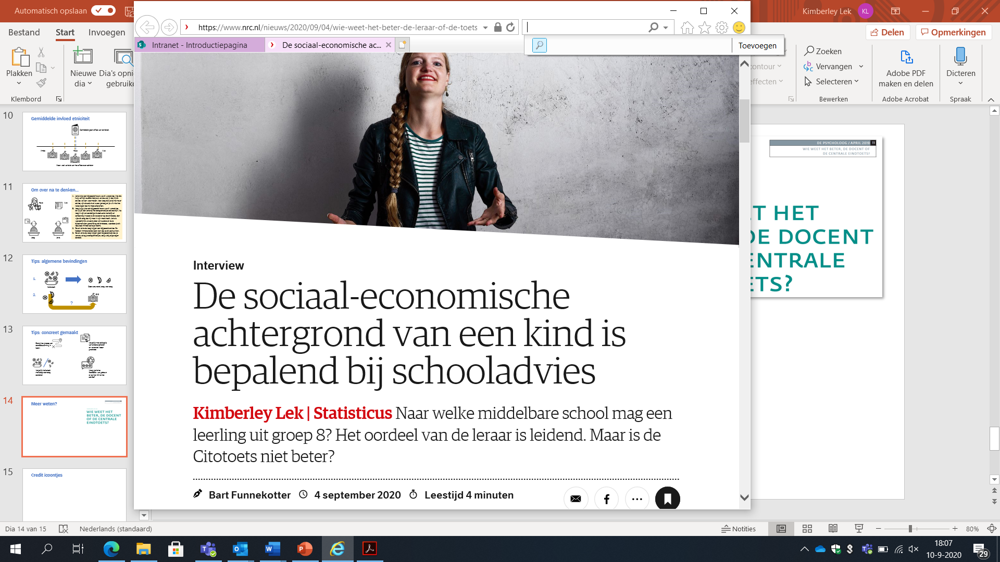 Automatisch opslaan
Kimberley Lek
KL
https://www.nrc.nl/nieuws/2020/09/04/wie-weet-het-beter-de-leraar-of-de-toets
Intranet - Introductiepagina
De sociaal-economische ac...
Toevoegen
Bestand
Start
Invoegen
Delen
Opmerkingen
Plakken
Klembord
Nieuwe
dia
Dia's opni
gebruike
contour
effecten
Zoeken
Vervangen
Selecteren
Bewerken
Adobe PDF
maken en delen
Adobe Acrobat
Dicteren
Spraak
10
Gemiddelde invloed etniciteit
11
Om over na te denken...
12
Tips: algemene bevindingen
1.
2.
?
13
Tips: concreet gemaakt
14
Meer weten?
WIE WEET HET
BETER, DE DOCENT
OF DE CENTRALE
EINDTOETS?
15
Credit icoontjes
Interview
De sociaal-economische
achtergrond van een kind is
bepalend bij schooladvies
Kimberley Lek | Statisticus Naar welke middelbare school mag een
leerling uit groep 8? Het oordeel van de leraar is leidend. Maar is de
Citotoets niet beter?
Bart Funnekotter 4 september 2020 Leestijd 4 minuten
DE PSYCHOLOOG / APRIL 2019 11
WIE WEET HET BETER, DE DOCENT OF
DE CENTRALE EINDTOETS?
T HET
DE DOCENT
ENTRALE
ETS?
Dia 14 van 15
Nederlands (standaard)
Notities
80%
18:07
10-9-2020
29